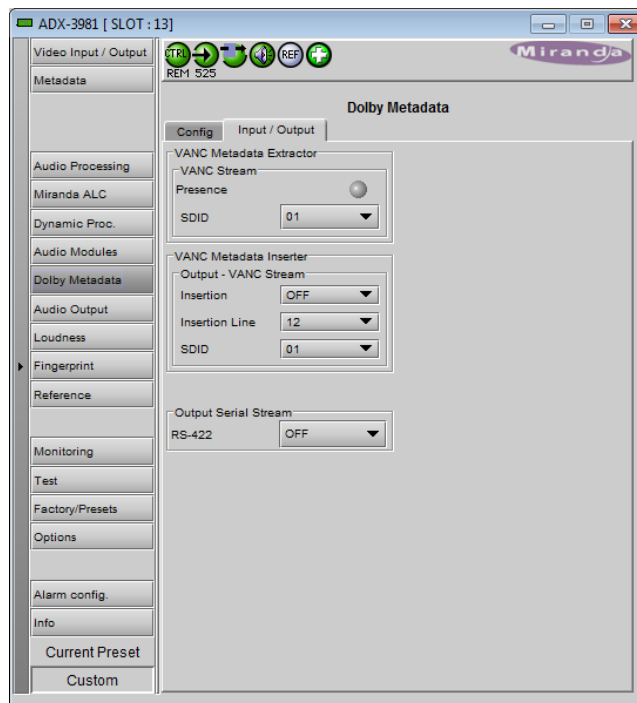 ADX-3981 [ SLOT : 13]
Video Input / Output
Metadata
Audio Processing
Miranda ALC
Dynamic Proc.
Audio Modules
Dolby Metadata
Audio Output
Loudness
Fingerprint
Reference
Monitoring
Test
Factory/Presets
Options
Alarm config.
Info
Current Preset
Custom
CTRL
REF
REM 525
Miranda
Dolby Metadata
Config
Input / Output
VANC Metadata Extractor
VANC Stream
Presence
SDID 01
VANC Metadata Inserter
Output - VANC Stream
Insertion OFF
Insertion Line 12
SDID 01
Output Serial Stream
RS-422 OFF